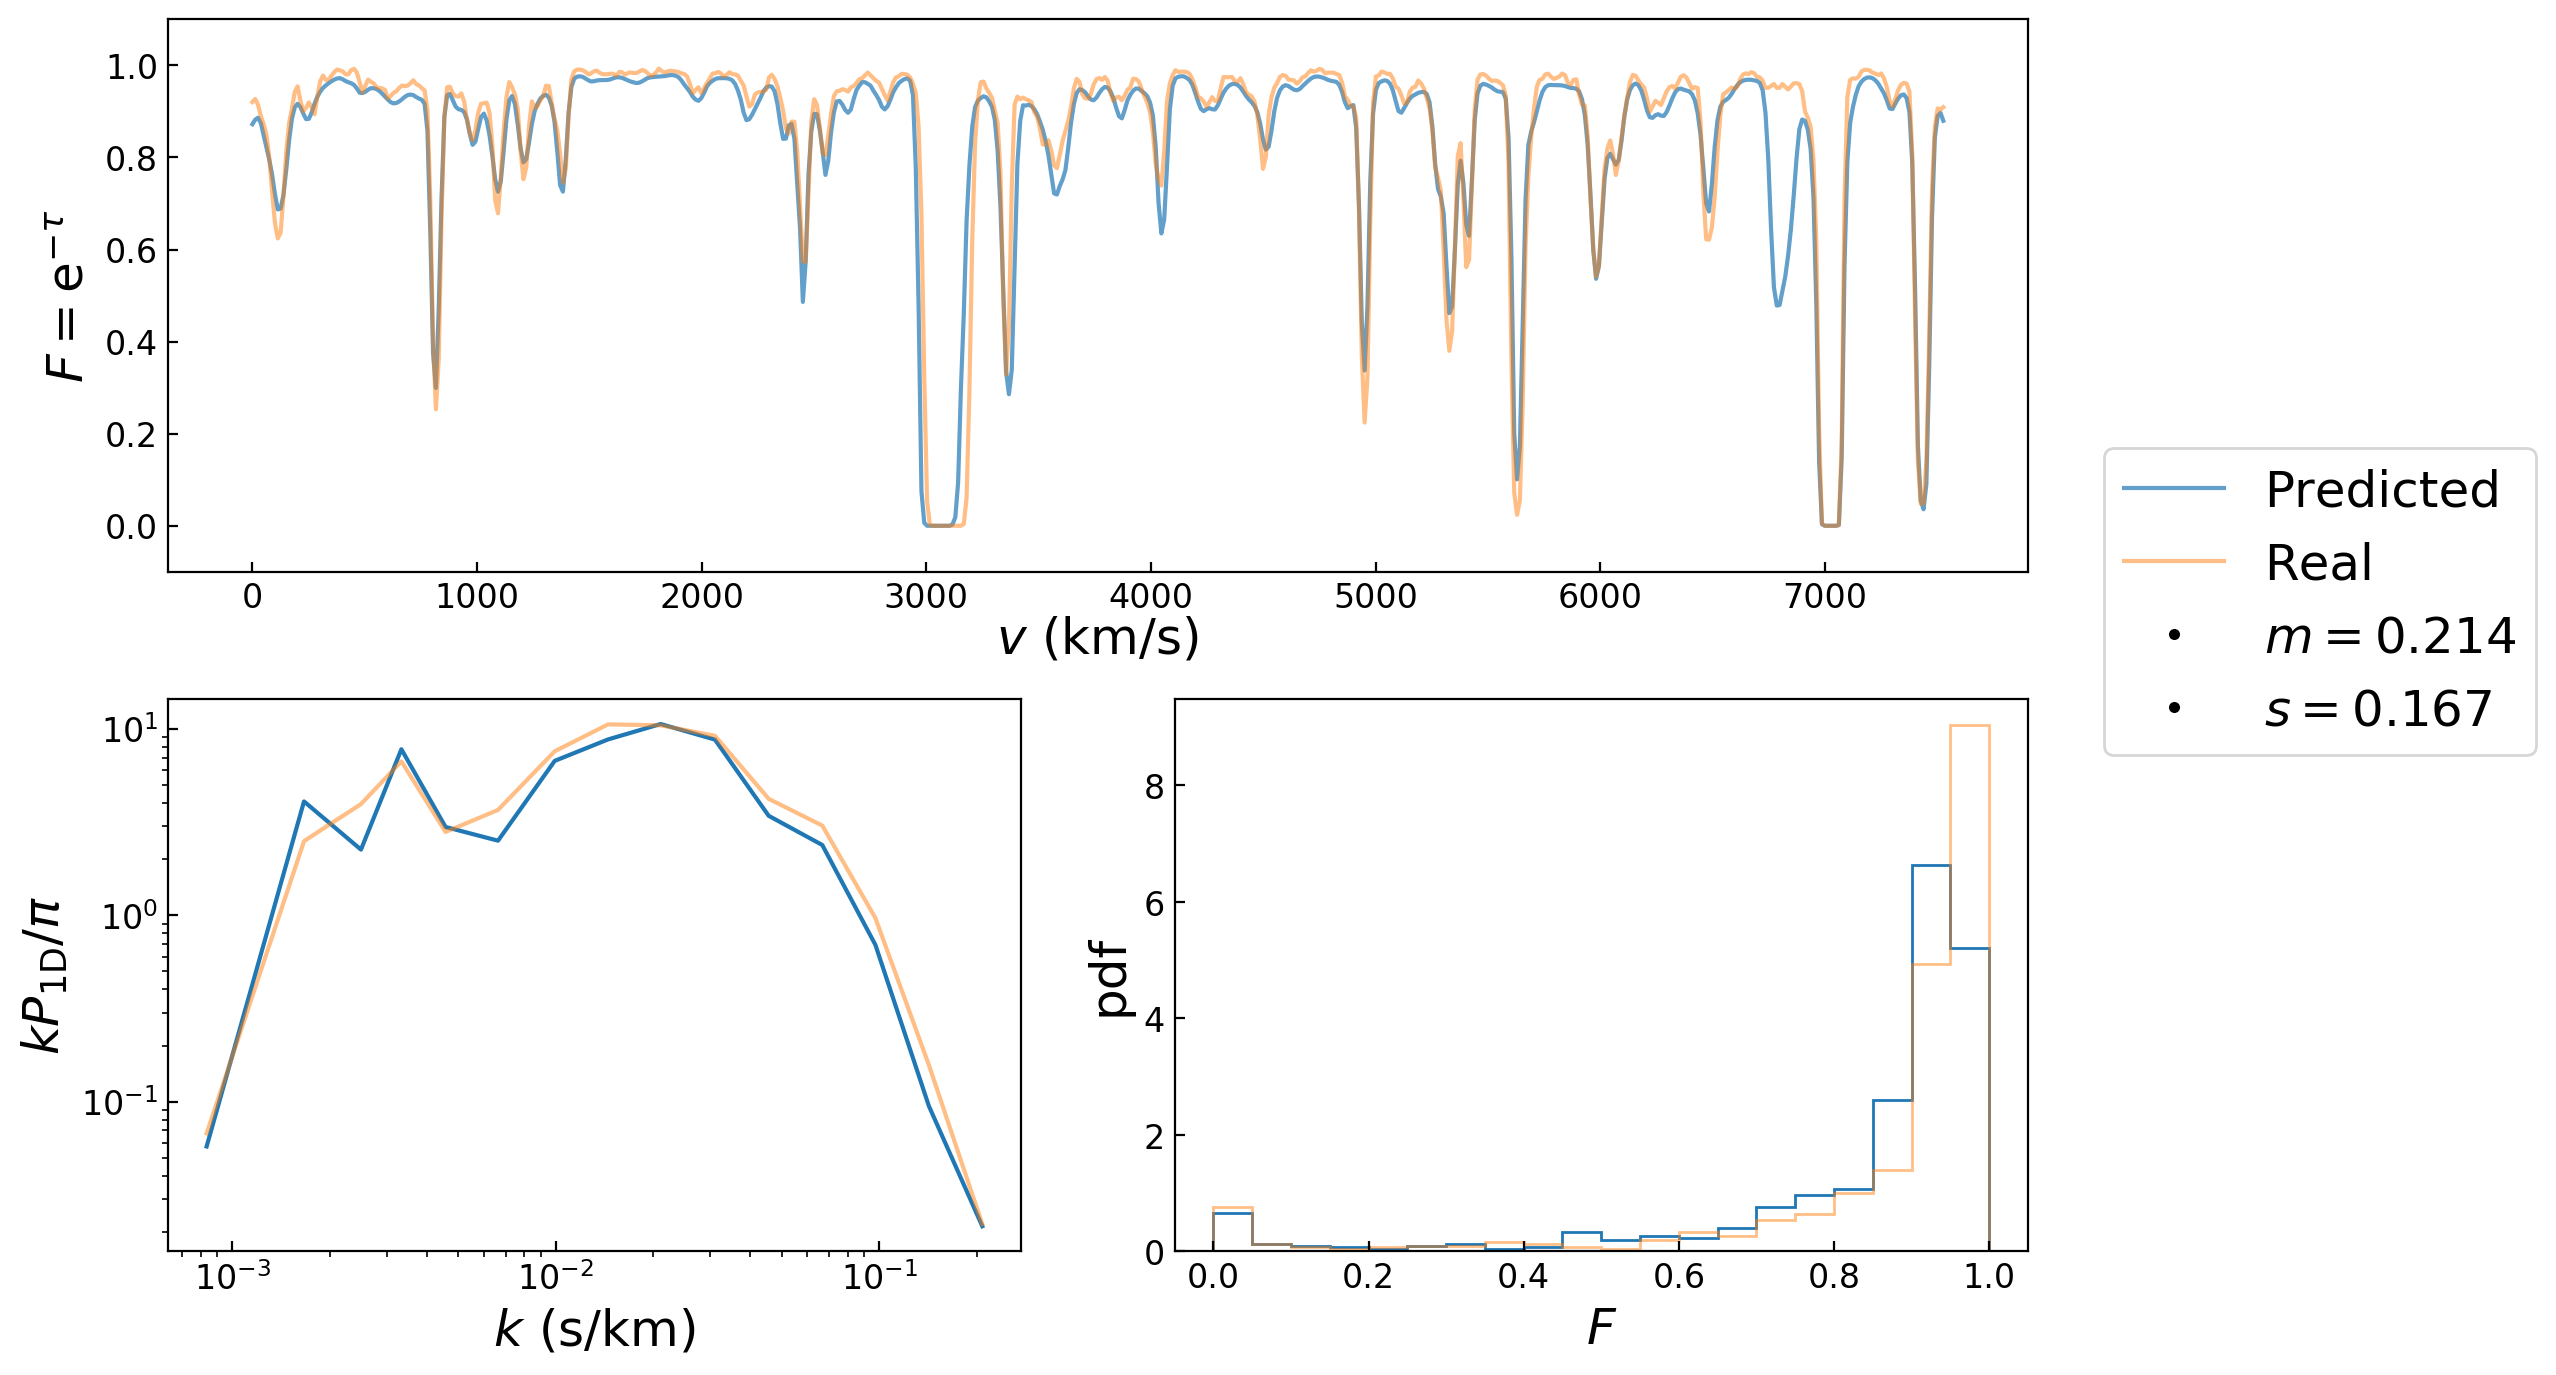 F = e^{−τ}
1.0
0.8
0.6
0.4
0.2
0.0
0 1000 2000 3000 4000 5000 6000 7000
v (km/s)
Predicted
Real
m = 0.214
s = 0.167
kP_{1D}/π
10^1
10^0
10^{−1}
10^{−3} 10^{−2} 10^{−1}
k (s/km)
pdf
8
6
4
2
0
0.0 0.2 0.4 0.6 0.8 1.0
F